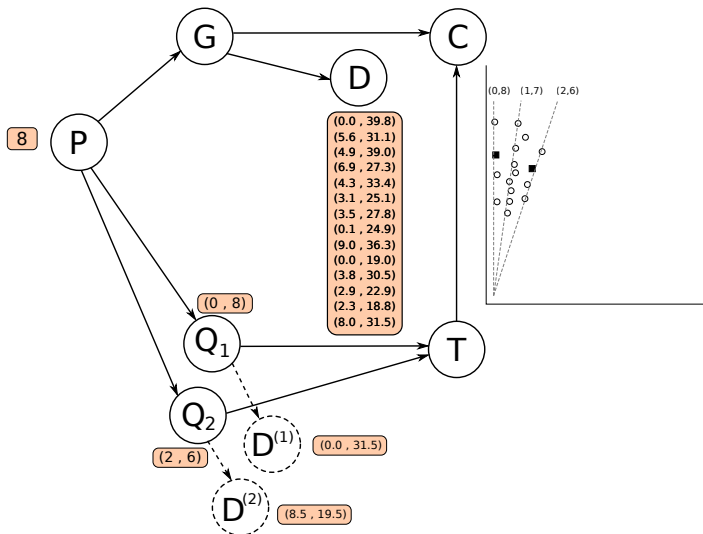 G
C
D
(0,8) (1,7) (2,6)
(0.0 , 39.8)
(5.6 , 31.1)
(4.9 , 39.0)
(6.9 , 27.3)
(4.3 , 33.4)
(3.1 , 25.1)
(3.5 , 27.8)
(0.1 , 24.9)
(9.0 , 36.3)
(0.0 , 19.0)
(3.8 , 30.5)
(2.9 , 22.9)
(2.3 , 18.8)
(8.0 , 31.5)
8
P
(0 , 8)
Q1
T
Q2
(2 , 6)
D(1)
(0.0 , 31.5)
D(2)
(8.5 , 19.5)